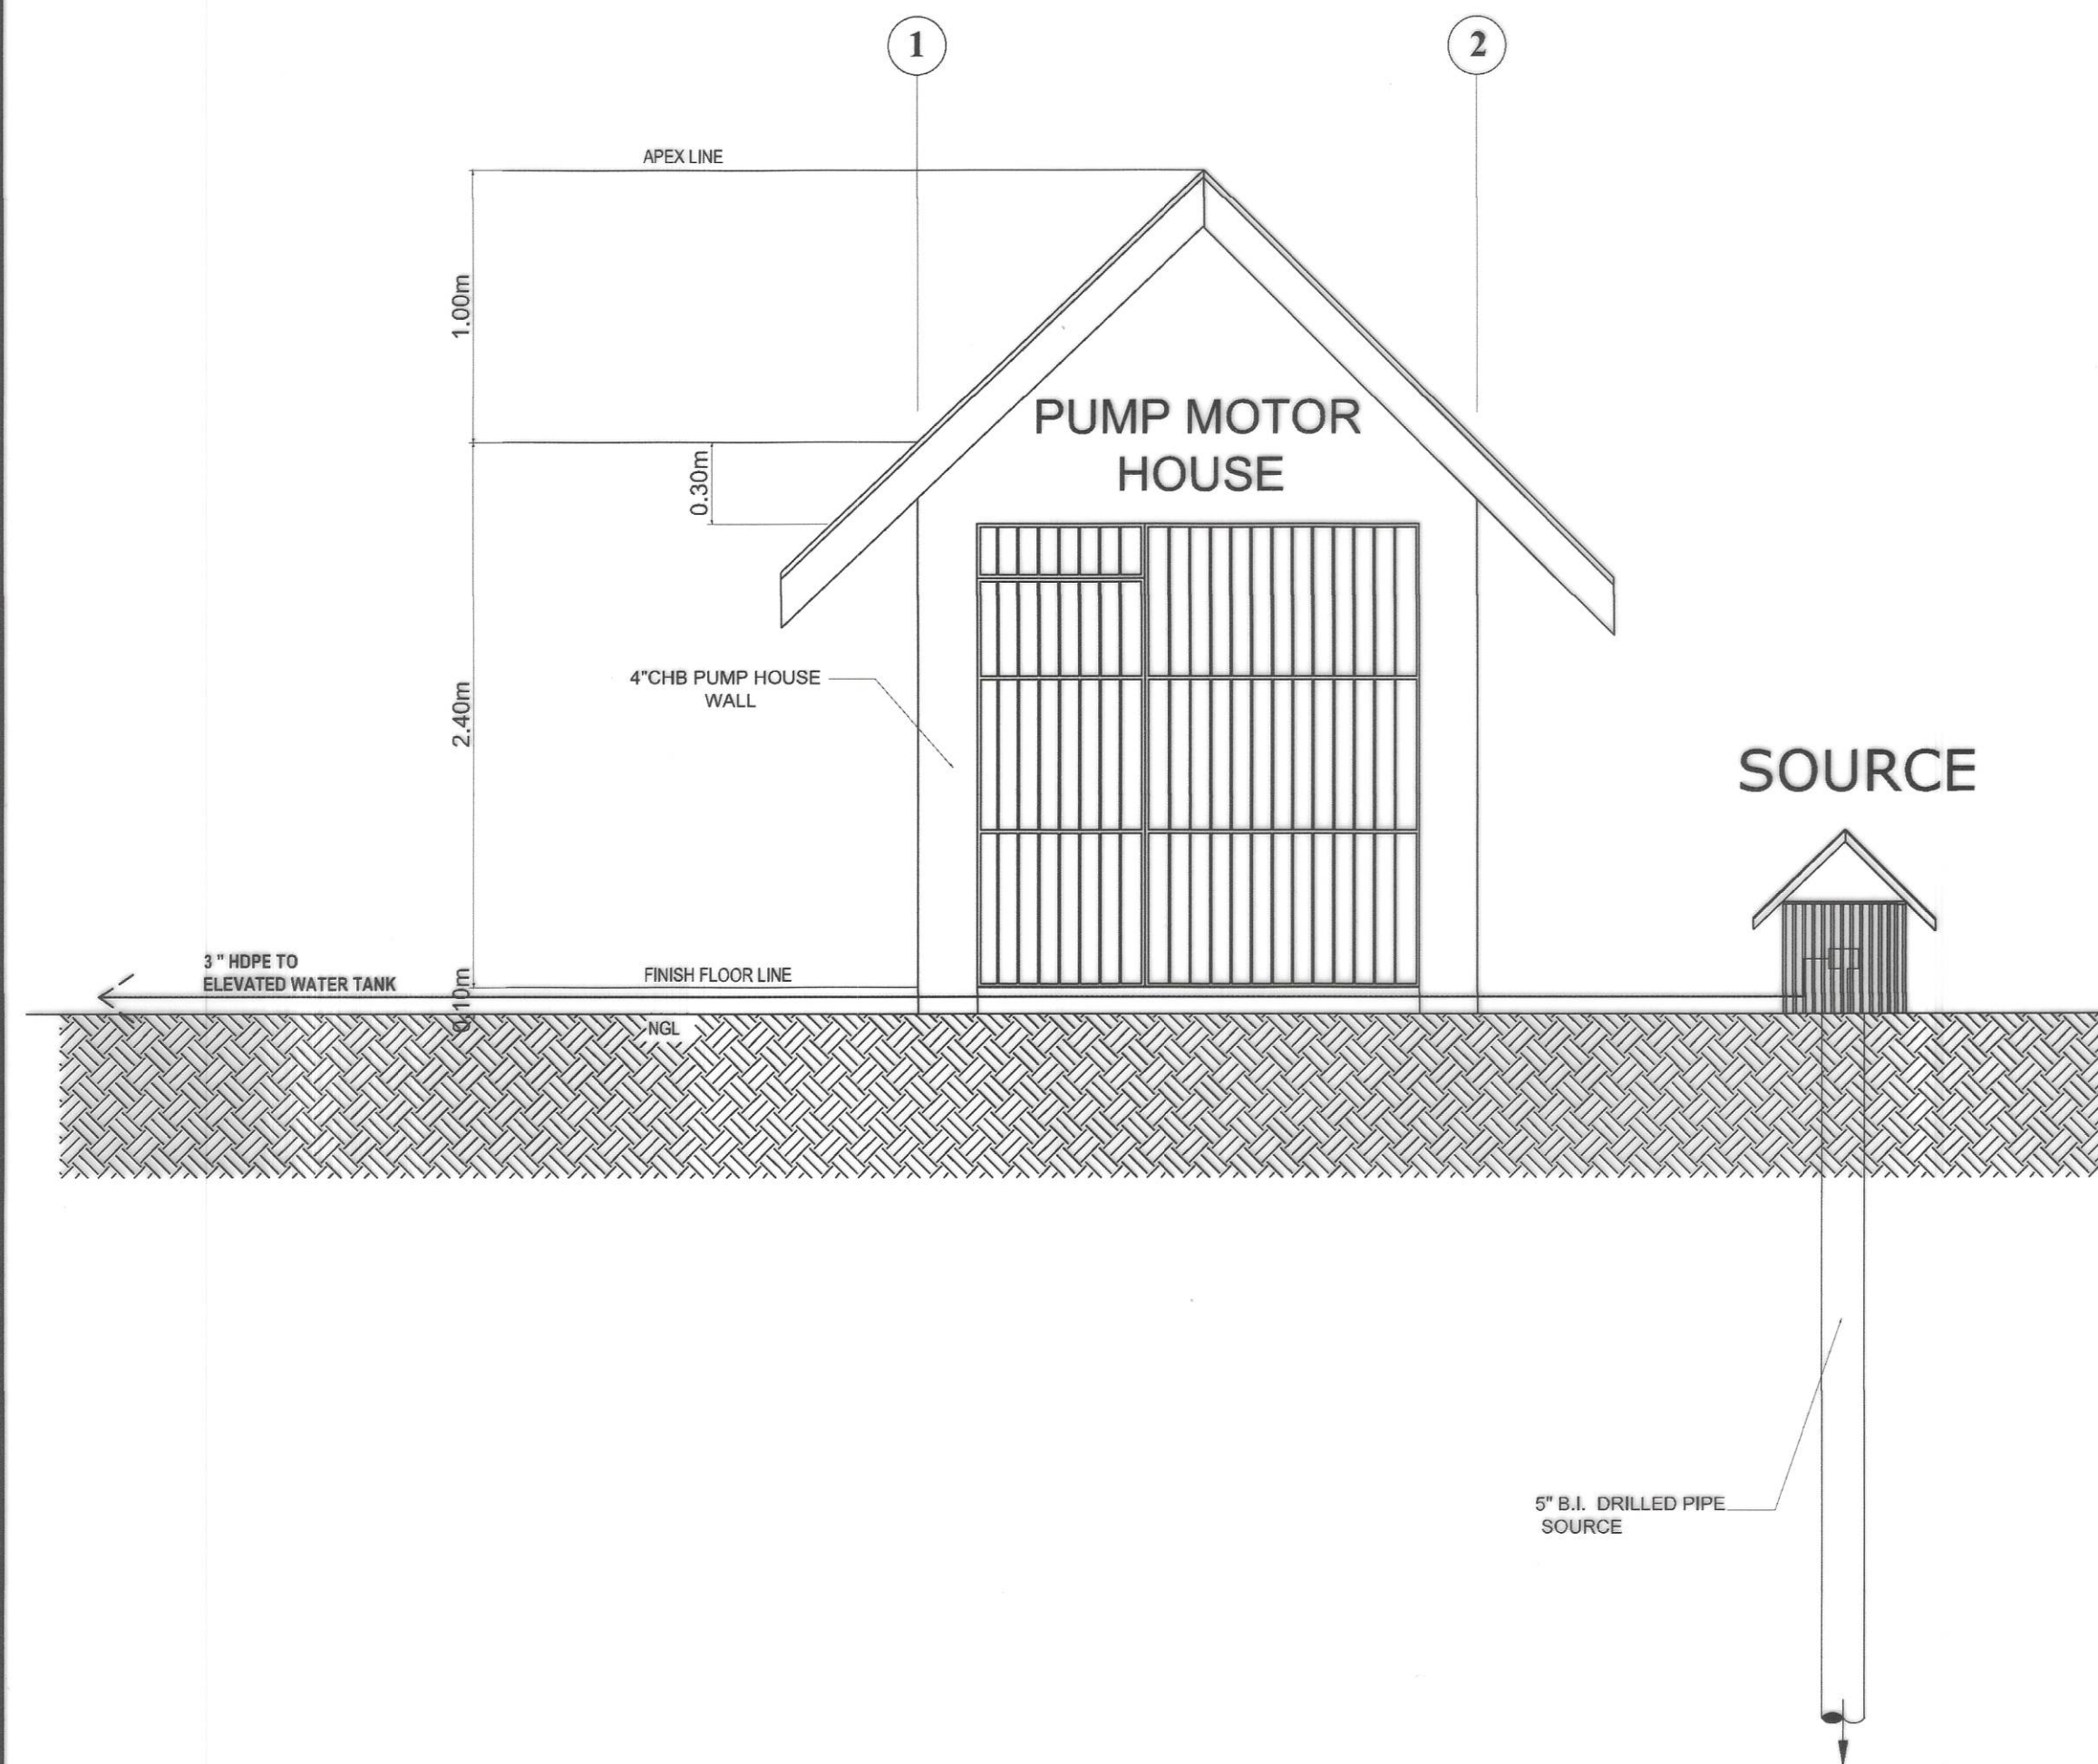 1
2
APEX LINE
1.00m
PUMP MOTOR
HOUSE
0.30m
4"CHB PUMP HOUSE
WALL
2.40m
SOURCE
3 " HDPE TO
ELEVATED WATER TANK
FINISH FLOOR LINE
0.10m
NGL
5" B.I. DRILLED PIPE
SOURCE